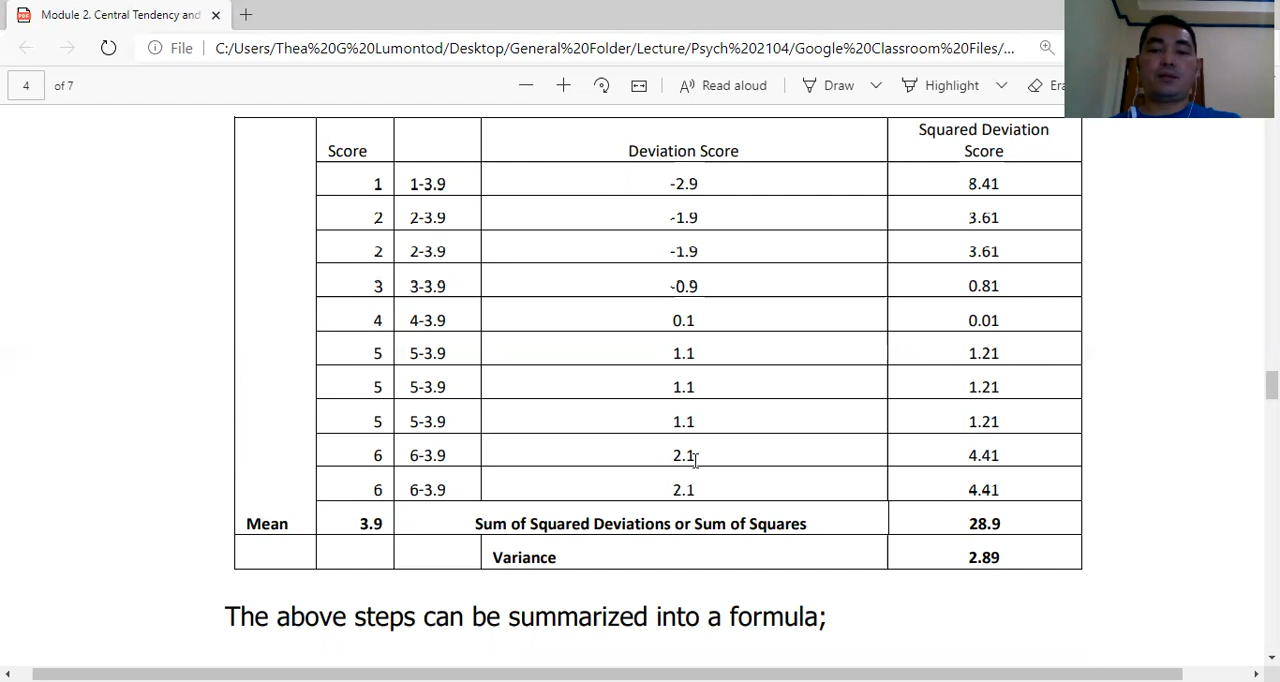 Module 2. Central Tendency and
File C:/Users/Thea%20G%20Lumontod/Desktop/General%20Folder/Lecture/Psych%202104/Google%20Classroom%20Files/...
4 of 7 Read aloud Draw Highlight Era
Score Deviation Score Squared Deviation Score
1 1-3.9 -2.9 8.41
2 2-3.9 -1.9 3.61
2 2-3.9 -1.9 3.61
3 3-3.9 -0.9 0.81
4 4-3.9 0.1 0.01
5 5-3.9 1.1 1.21
5 5-3.9 1.1 1.21
5 5-3.9 1.1 1.21
6 6-3.9 2.1 4.41
6 6-3.9 2.1 4.41
Mean 3.9 Sum of Squared Deviations or Sum of Squares 28.9
Variance 2.89
The above steps can be summarized into a formula;